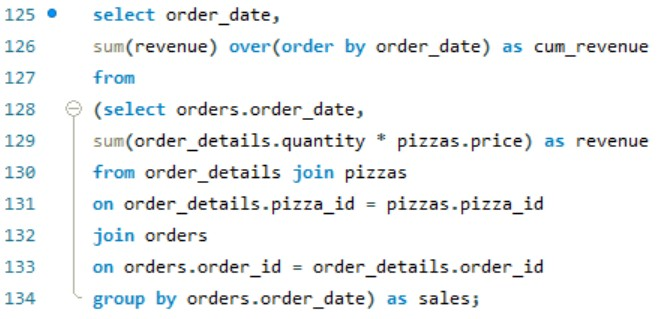 125 select order_date,
126 sum(revenue) over(order by order_date) as cum_revenue
127 from
128 (select orders.order_date,
129 sum(order_details.quantity * pizzas.price) as revenue
130 from order_details join pizzas
131 on order_details.pizza_id = pizzas.pizza_id
132 join orders
133 on orders.order_id = order_details.order_id
134 group by orders.order_date) as sales;